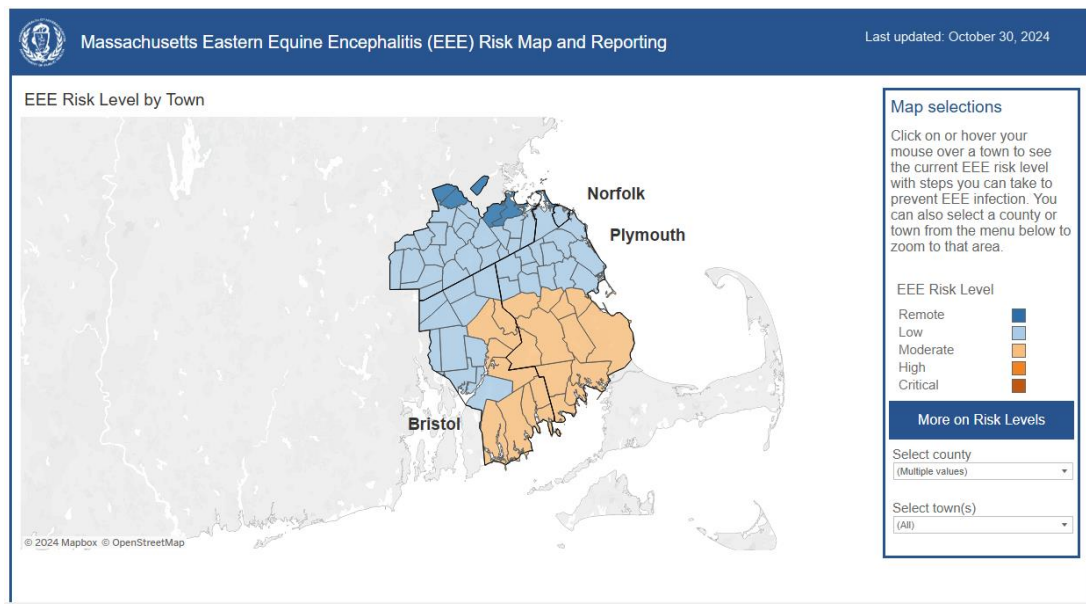 Massachusetts Eastern Equine Encephalitis (EEE) Risk Map and Reporting
Last updated: October 30, 2024
EEE Risk Level by Town
Norfolk
Plymouth
Bristol
© 2024 Mapbox © OpenStreetMap
Map selections
Click on or hover your
mouse over a town to see
the current EEE risk level
with steps you can take to
prevent EEE infection. You
can also select a county or
town from the menu below to
zoom to that area.
EEE Risk Level
Remote
Low
Moderate
High
Critical
More on Risk Levels
Select county
(Multiple values)
Select town(s)
(All)